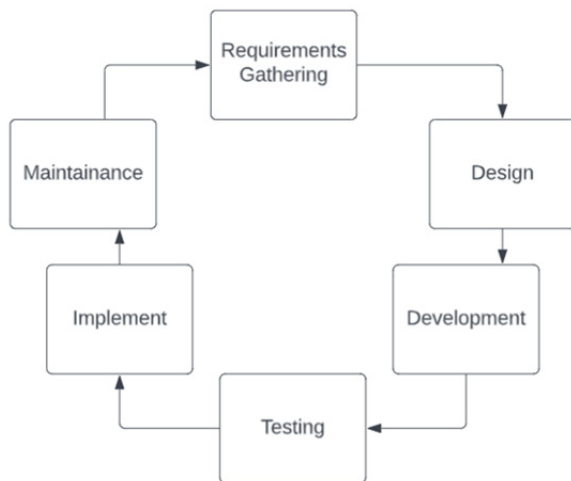 Requirements
Gathering
Maintainance
Design
Implement
Development
Testing